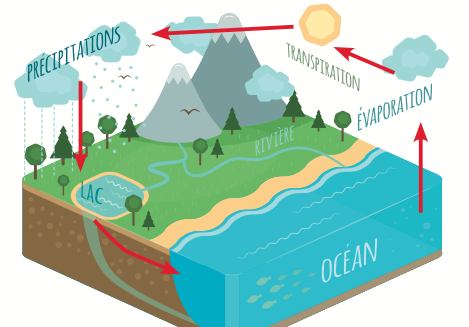 PRÉCIPITATIONS
TRANSPIRATION
ÉVAPORATION
RIVIÈRE
LAC
OCÉAN